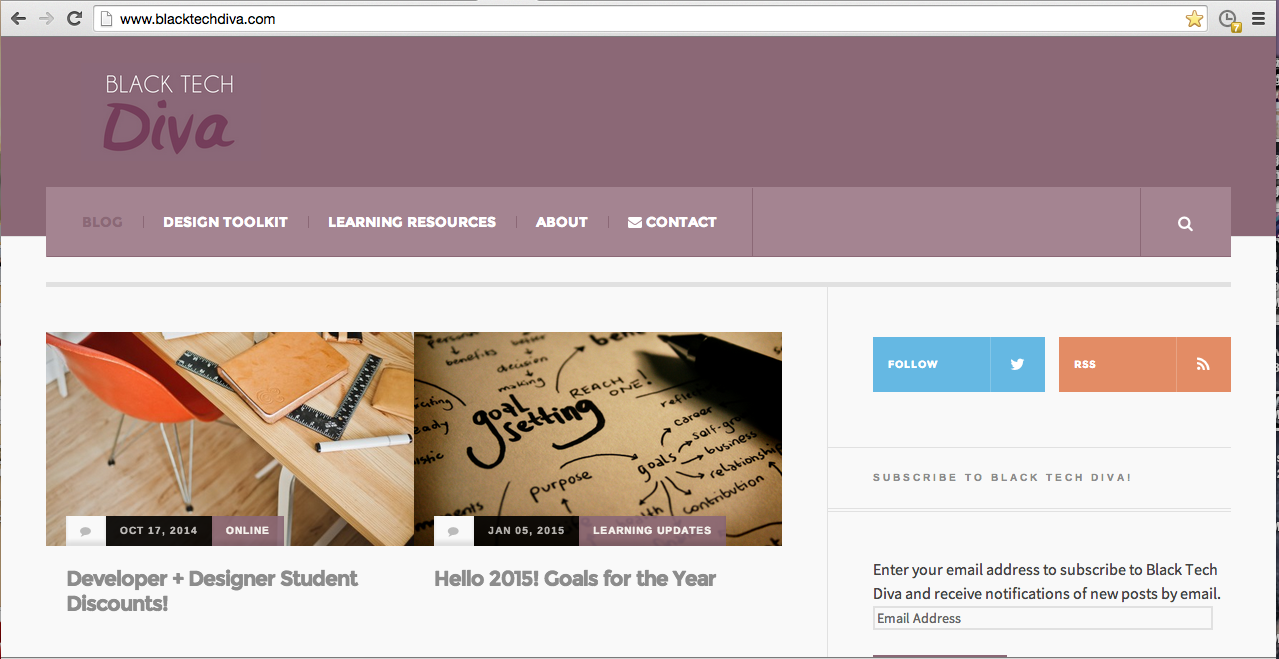 www.blacktechdiva.com
7
BLACK TECH
Diva
BLOG
DESIGN TOOLKIT
LEARNING RESOURCES
ABOUT
CONTACT
FOLLOW
RSS
SUBSCRIBE TO BLACK TECH DIVA!
benefits
better
decision
making
REACH
ONE!
goal
setting
career
business
goals
relationship
purpose
contribution
OCT 17, 2014
ONLINE
JAN 05, 2015
LEARNING UPDATES
Developer + Designer Student
Discounts!
Hello 2015! Goals for the Year
Enter your email address to subscribe to Black Tech
Diva and receive notifications of new posts by email.
Email Address